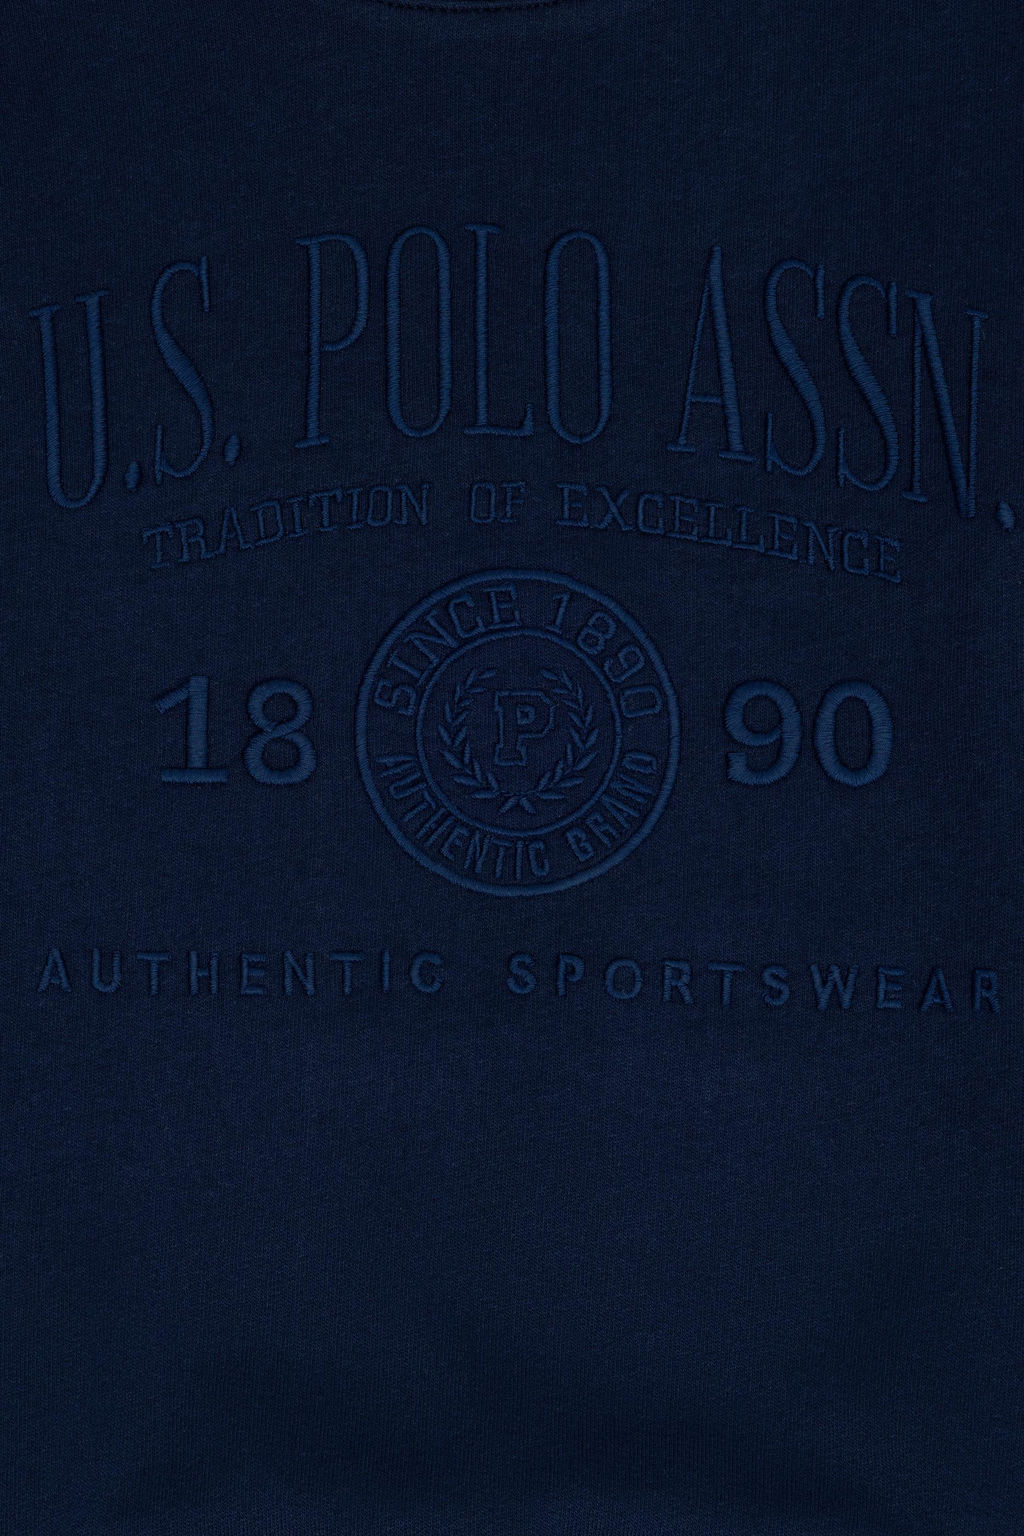 U.S. POLO ASSN.
TRADITION OF EXCELLENCE
SINCE 1890
18 90
P
AUTHENTIC BRAND
AUTHENTIC SPORTSWEAR